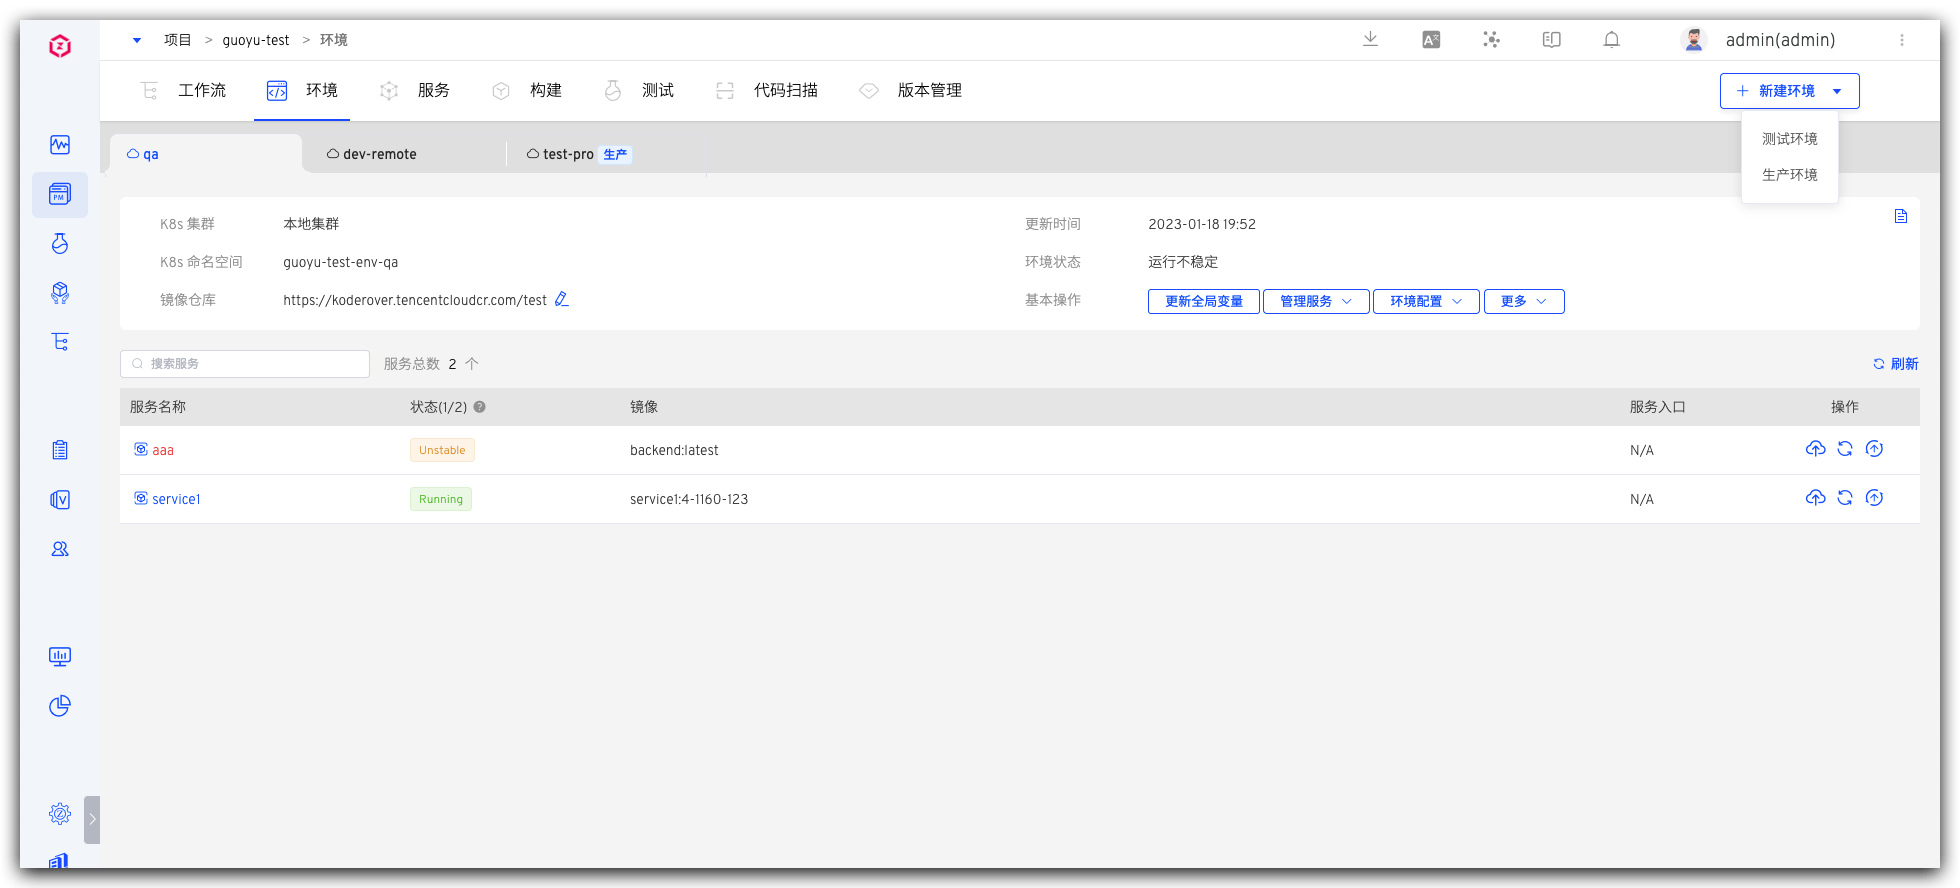 项目 > guoyu-test > 环境
admin(admin)
工作流 环境 服务 构建 测试 代码扫描 版本管理
新建环境
测试环境
生产环境
qa dev-remote test-pro 生产
K8s 集群 本地集群 更新时间 2023-01-18 19:52
K8s 命名空间 guoyu-test-env-qa 环境状态 运行不稳定
镜像仓库 https://koderover.tencentcloudcr.com/test 基本操作 更新全局变量 管理服务 环境配置 更多
搜索服务 服务总数 2 个 刷新
服务名称 状态(1/2) 镜像 服务入口 操作
aaa Unstable backend:latest N/A
service1 Running service1:4-1160-123 N/A